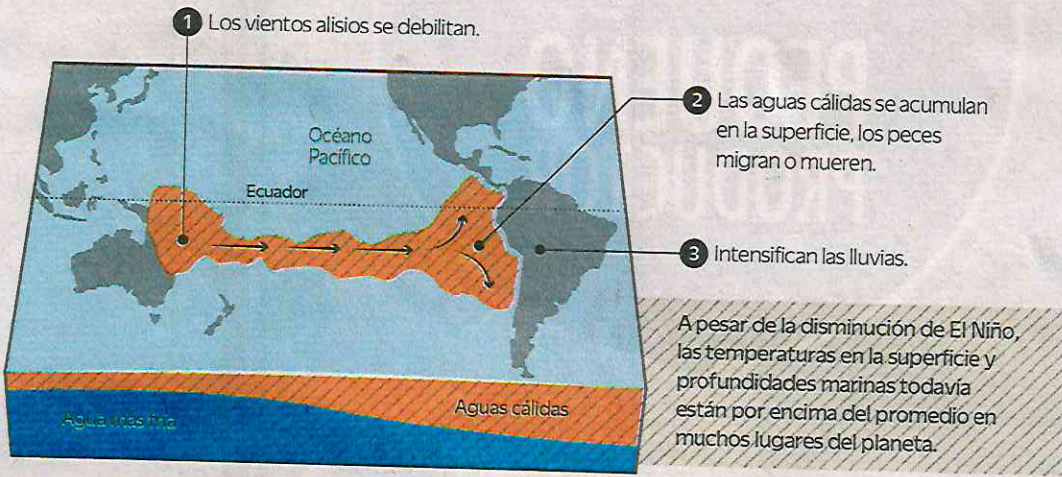 1 Los vientos alisios se debilitan.
Océano
Pacífico
Ecuador
2 Las aguas cálidas se acumulan
en la superficie, los peces
migran o mueren.
3 Intensifican las lluvias.
Agua más fría
Aguas cálidas
A pesar de la disminución de El Niño,
las temperaturas en la superficie y
profundidades marinas todavía
están por encima del promedio en
muchos lugares del planeta.